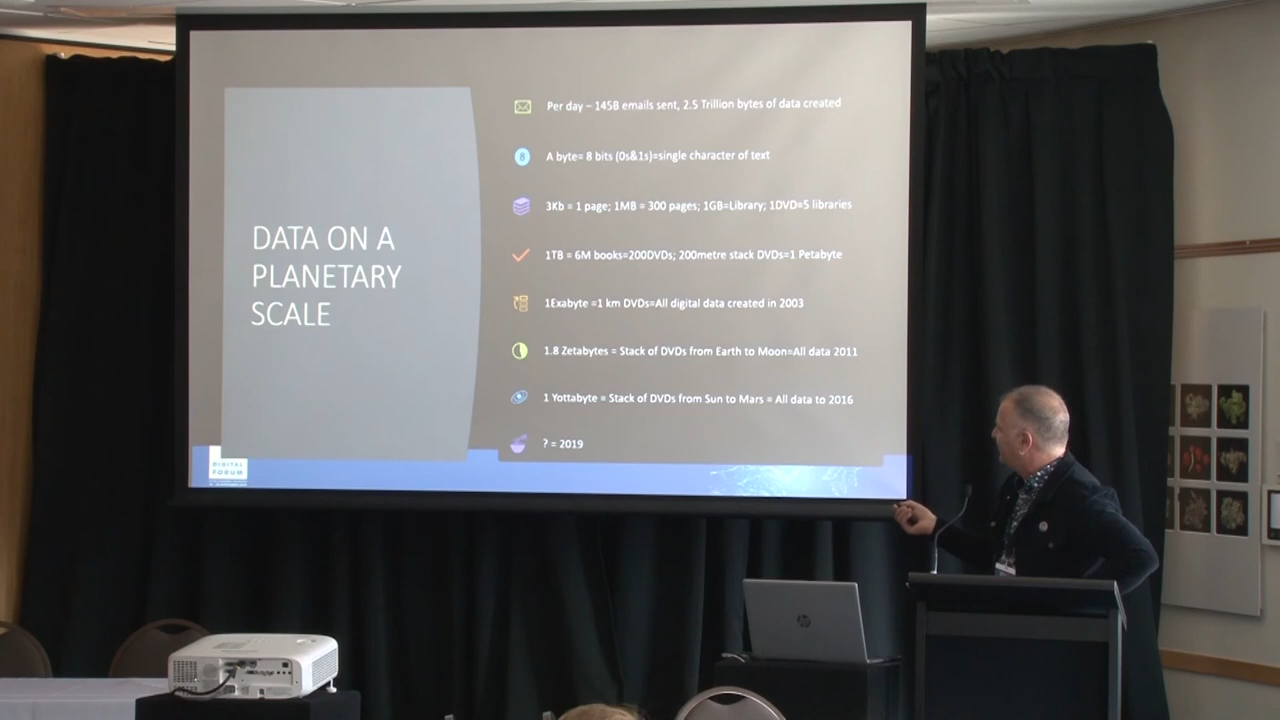 Per day – 145B emails sent, 2.5 Trillion bytes of data created
8
A byte= 8 bits (0s&1s)=single character of text
3Kb = 1 page; 1MB = 300 pages; 1GB=Library; 1DVD=5 libraries
DATA ON A
PLANETARY
SCALE
1TB = 6M books=200DVDs; 200metre stack DVDs=1 Petabyte
1Exabyte =1 km DVDs=All digital data created in 2003
1.8 Zetabytes = Stack of DVDs from Earth to Moon=All data 2011
1 Yottabyte = Stack of DVDs from Sun to Mars = All data to 2016
? = 2019
DIGITAL
FORUM
hp